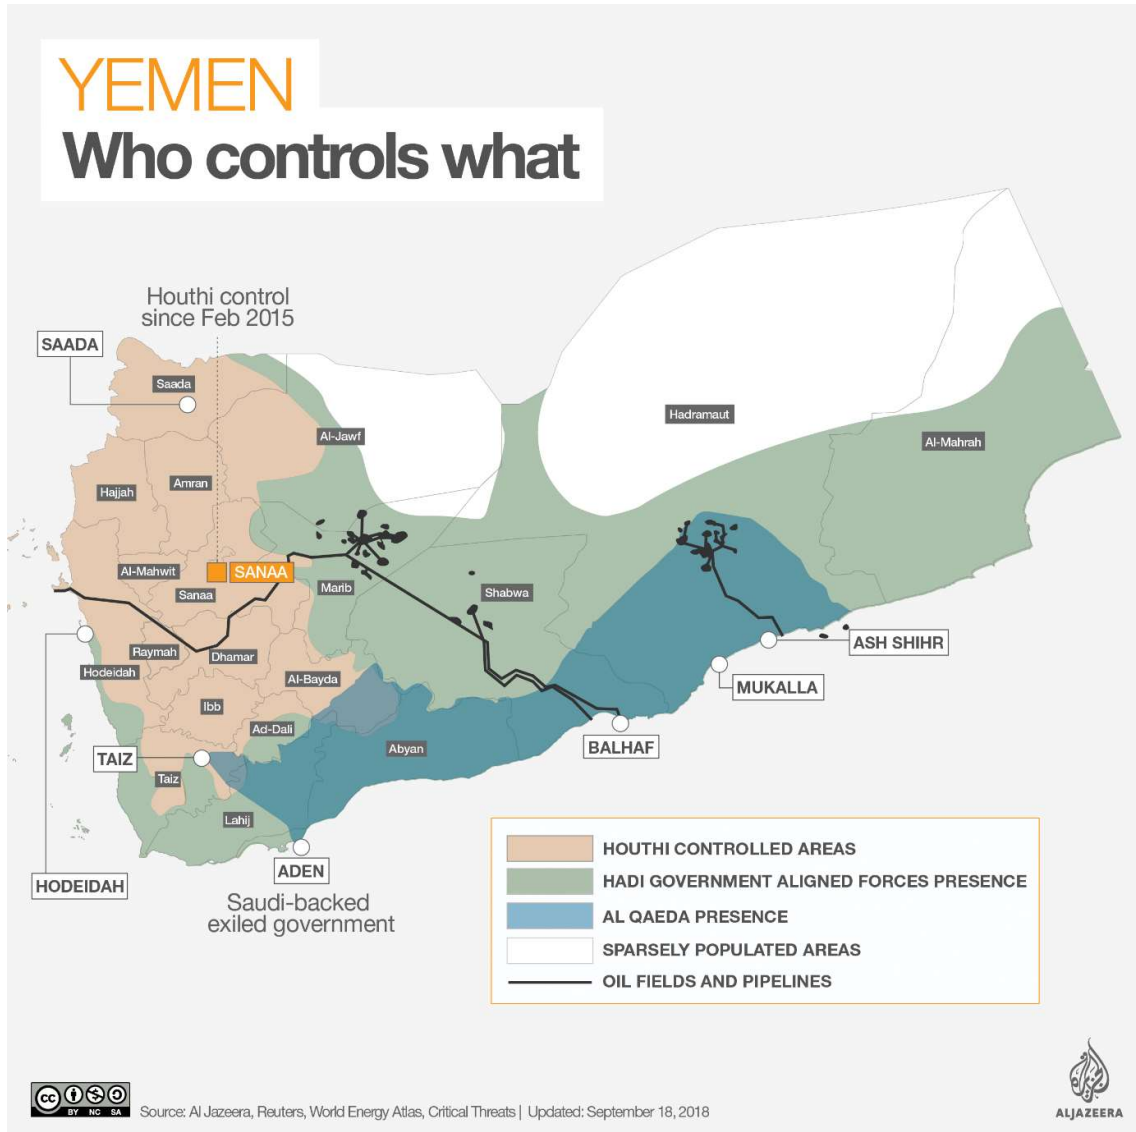 YEMEN
Who controls what
Houthi control
since Feb 2015
SAADA
Saada
Al-Jawf
Hadramaut
Al-Mahrah
Hajjah
Amran
Al-Mahwit
SANAA
Sanaa
Marib
Shabwa
Raymah
Dhamar
Hodeidah
Al-Bayda
ASH SHIHR
MUKALLA
Ibb
Ad-Dali
BALHAF
Abyan
TAIZ
Taiz
Lahij
HODEIDAH
ADEN
Saudi-backed
exiled government
HOUTHI CONTROLLED AREAS
HADI GOVERNMENT ALIGNED FORCES PRESENCE
AL QAEDA PRESENCE
SPARSELY POPULATED AREAS
OIL FIELDS AND PIPELINES
cc
BY NC SA
Source: Al Jazeera, Reuters, World Energy Atlas, Critical Threats | Updated: September 18, 2018
الجزيرة
ALJAZEERA